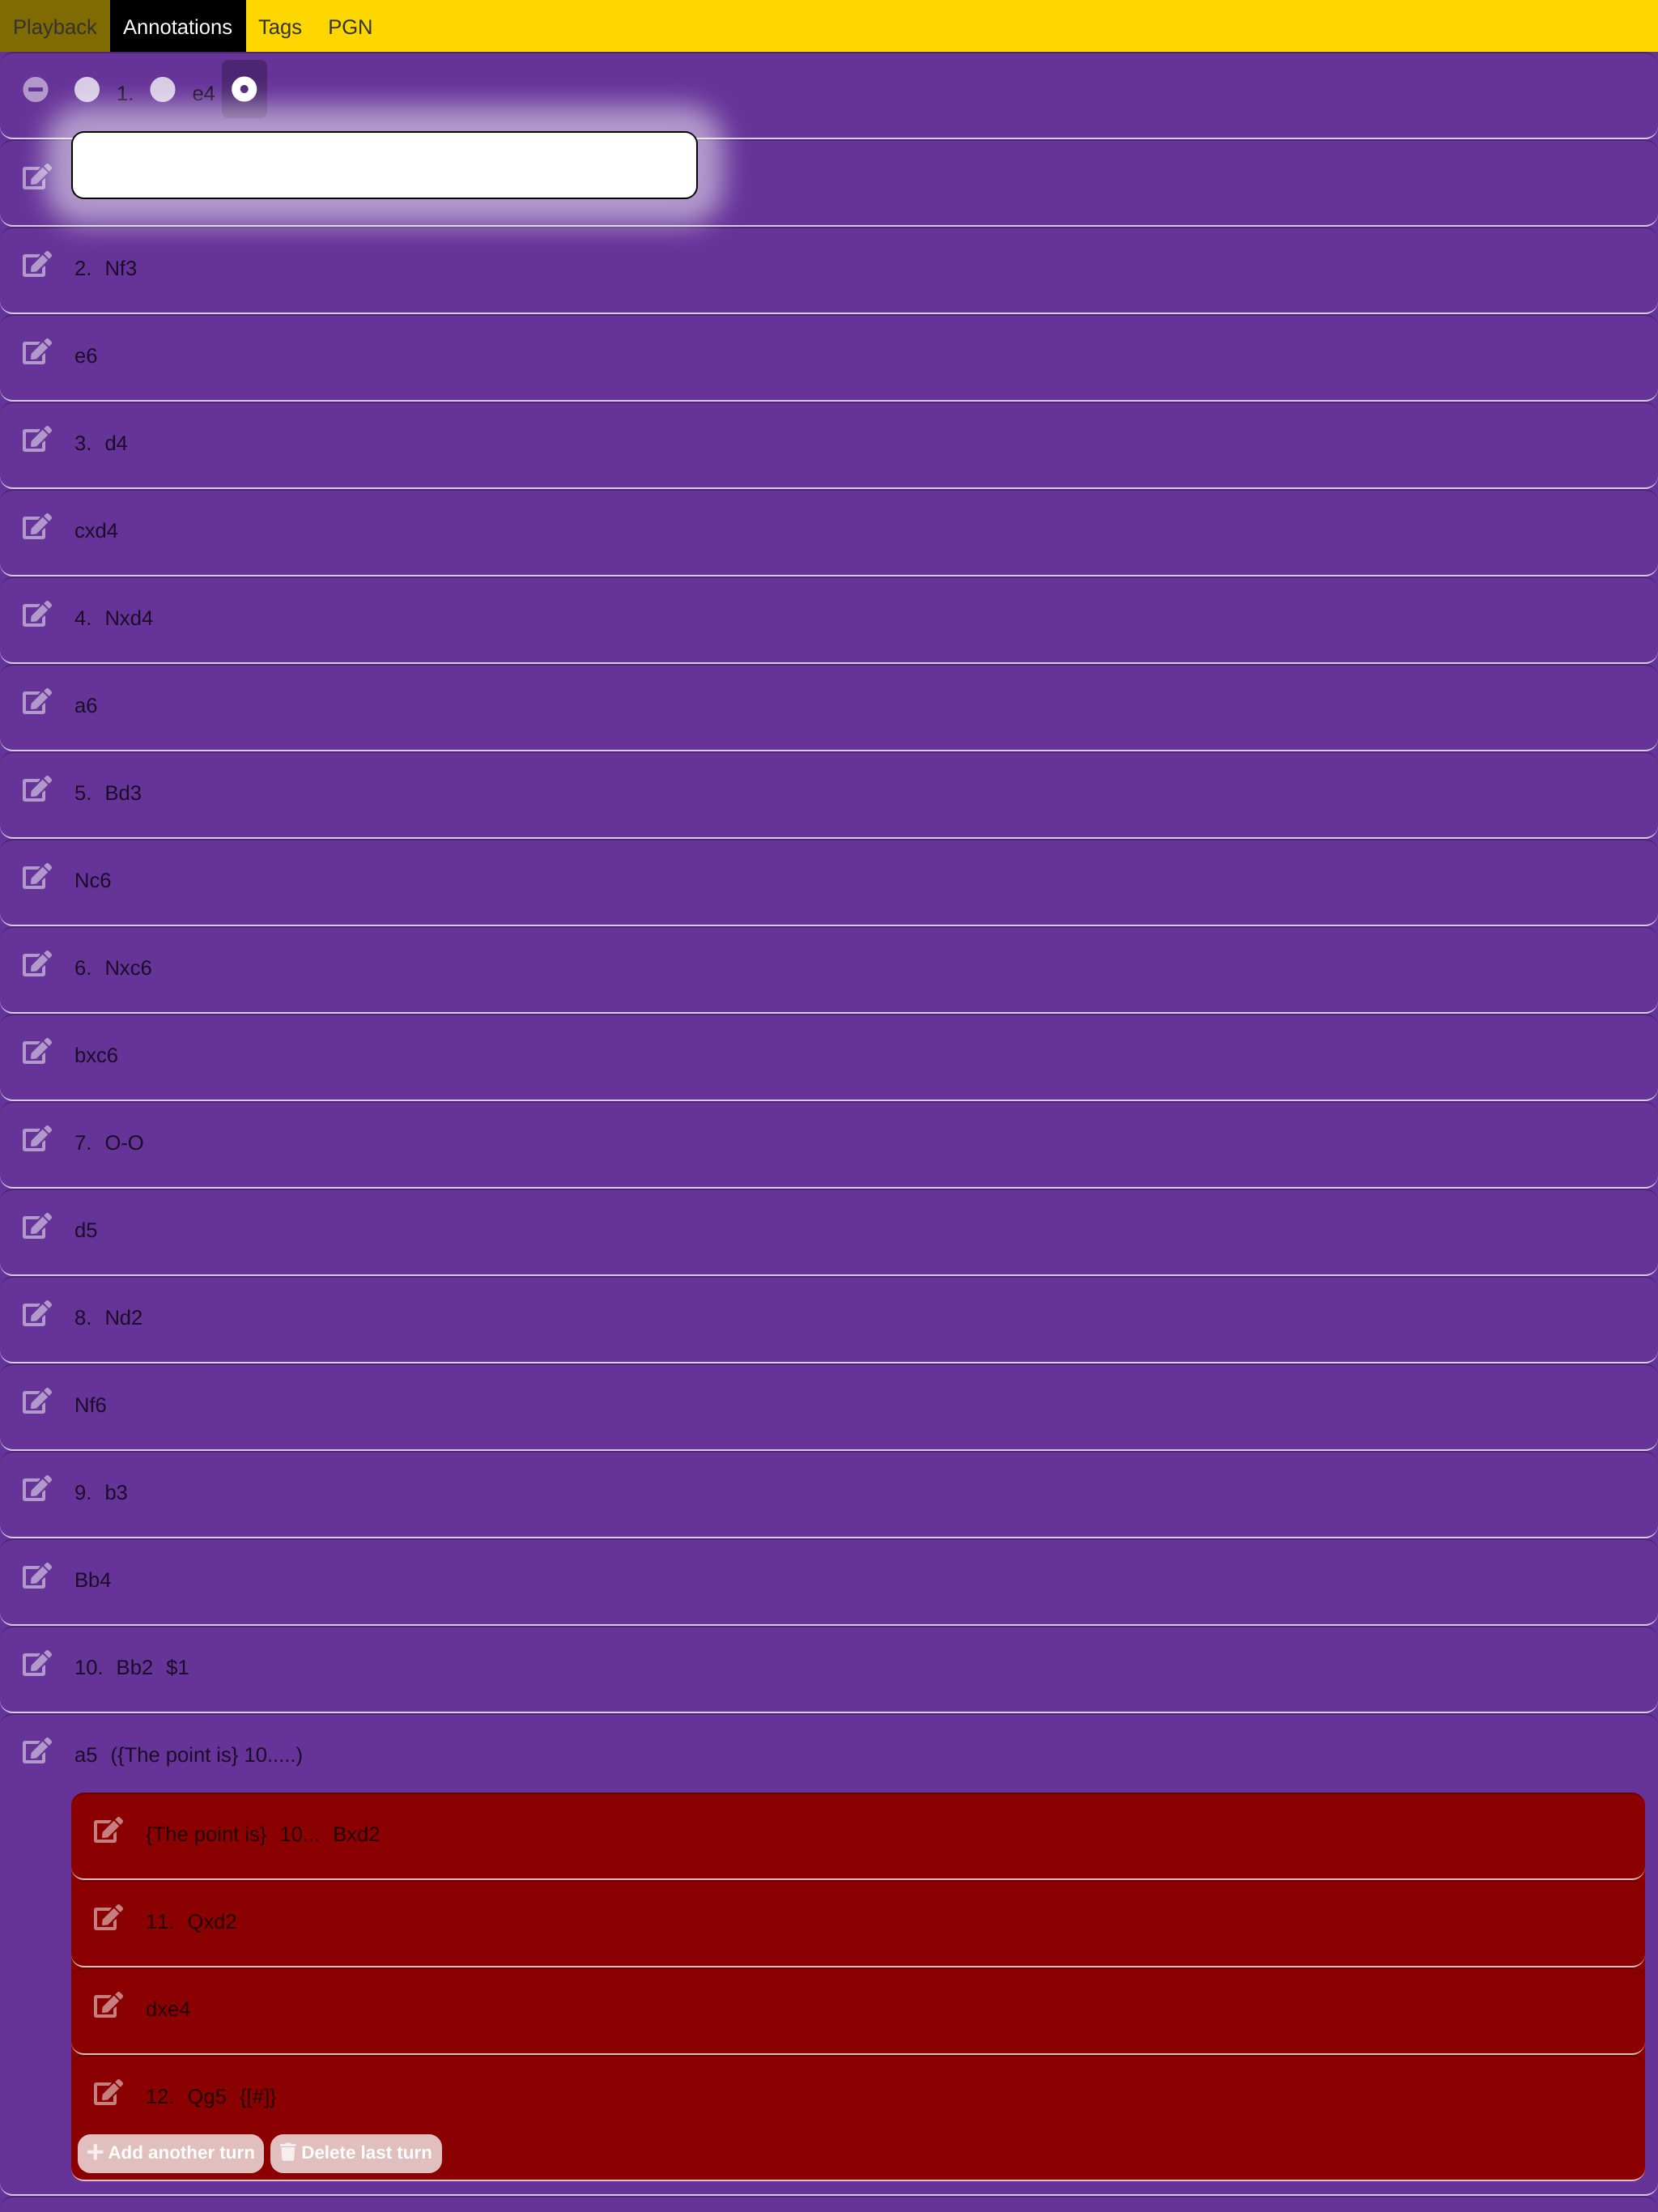 Playback Annotations Tags PGN
1. e4
2. Nf3
e6
3. d4
cxd4
4. Nxd4
a6
5. Bd3
Nc6
6. Nxc6
bxc6
7. O-O
d5
8. Nd2
Nf6
9. b3
Bb4
10. Bb2 $1
a5 ({The point is} 10.....)
{The point is} 10... Bxd2
11. Qxd2
dxe4
12. Qg5 {[#]}
Add another turn Delete last turn